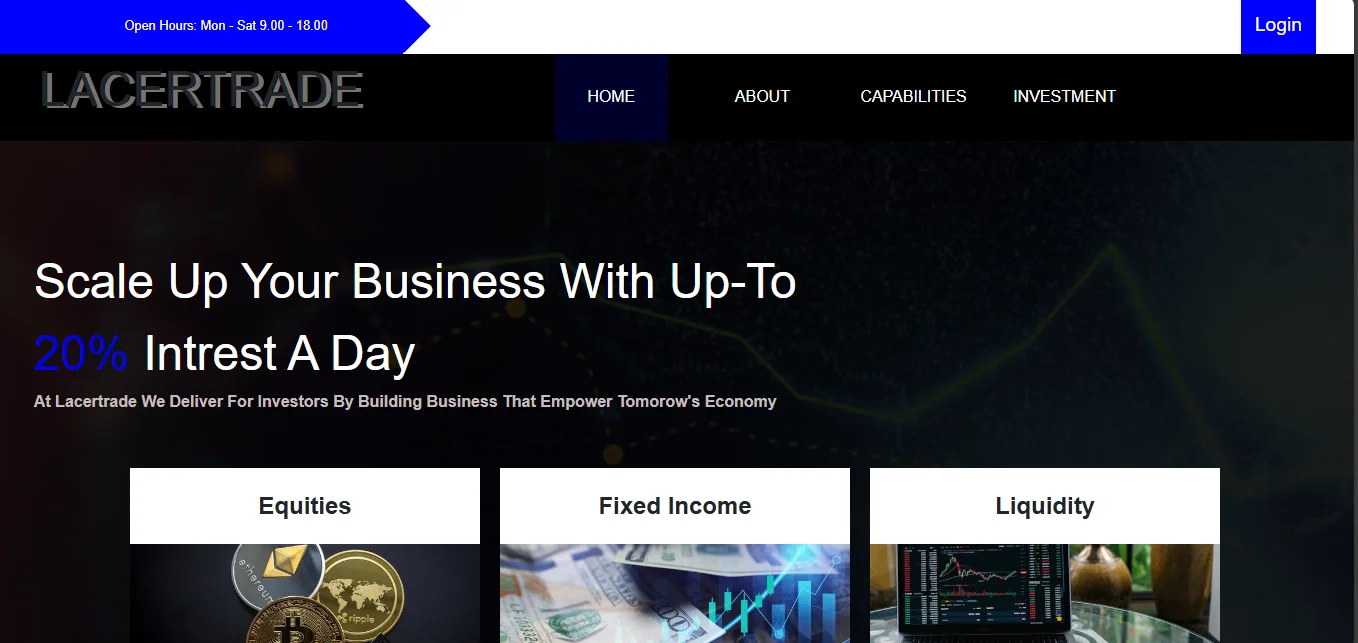 Open Hours: Mon - Sat 9.00 - 18.00
Login
LACERTRADE
HOME
ABOUT
CAPABILITIES
INVESTMENT
Scale Up Your Business With Up-To
20% Intrest A Day
At Lacertrade We Deliver For Investors By Building Business That Empower Tomorow's Economy
Equities
Fixed Income
Liquidity
ethereum
ripple